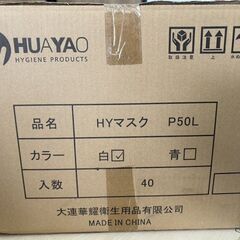 HUAYAO
HYGIENE PRODUCTS
品名 HYマスク P50L
カラー 白☑ 青☐
入数 40
大連華耀衛生用品有限公司
MADE IN CHINA